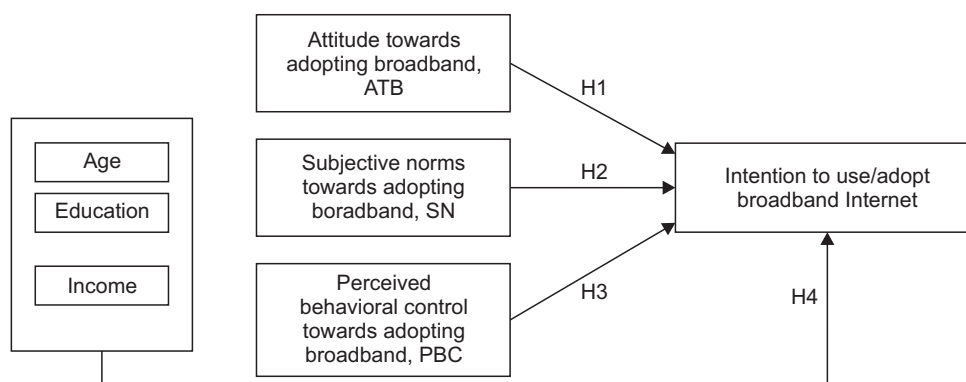 Attitude towards
adopting broadband,
ATB
H1
Age
Education
Income
Subjective norms
towards adopting
boradband, SN
H2
Intention to use/adopt
broadband Internet
Perceived
behavioral control
towards adopting
broadband, PBC
H3
H4